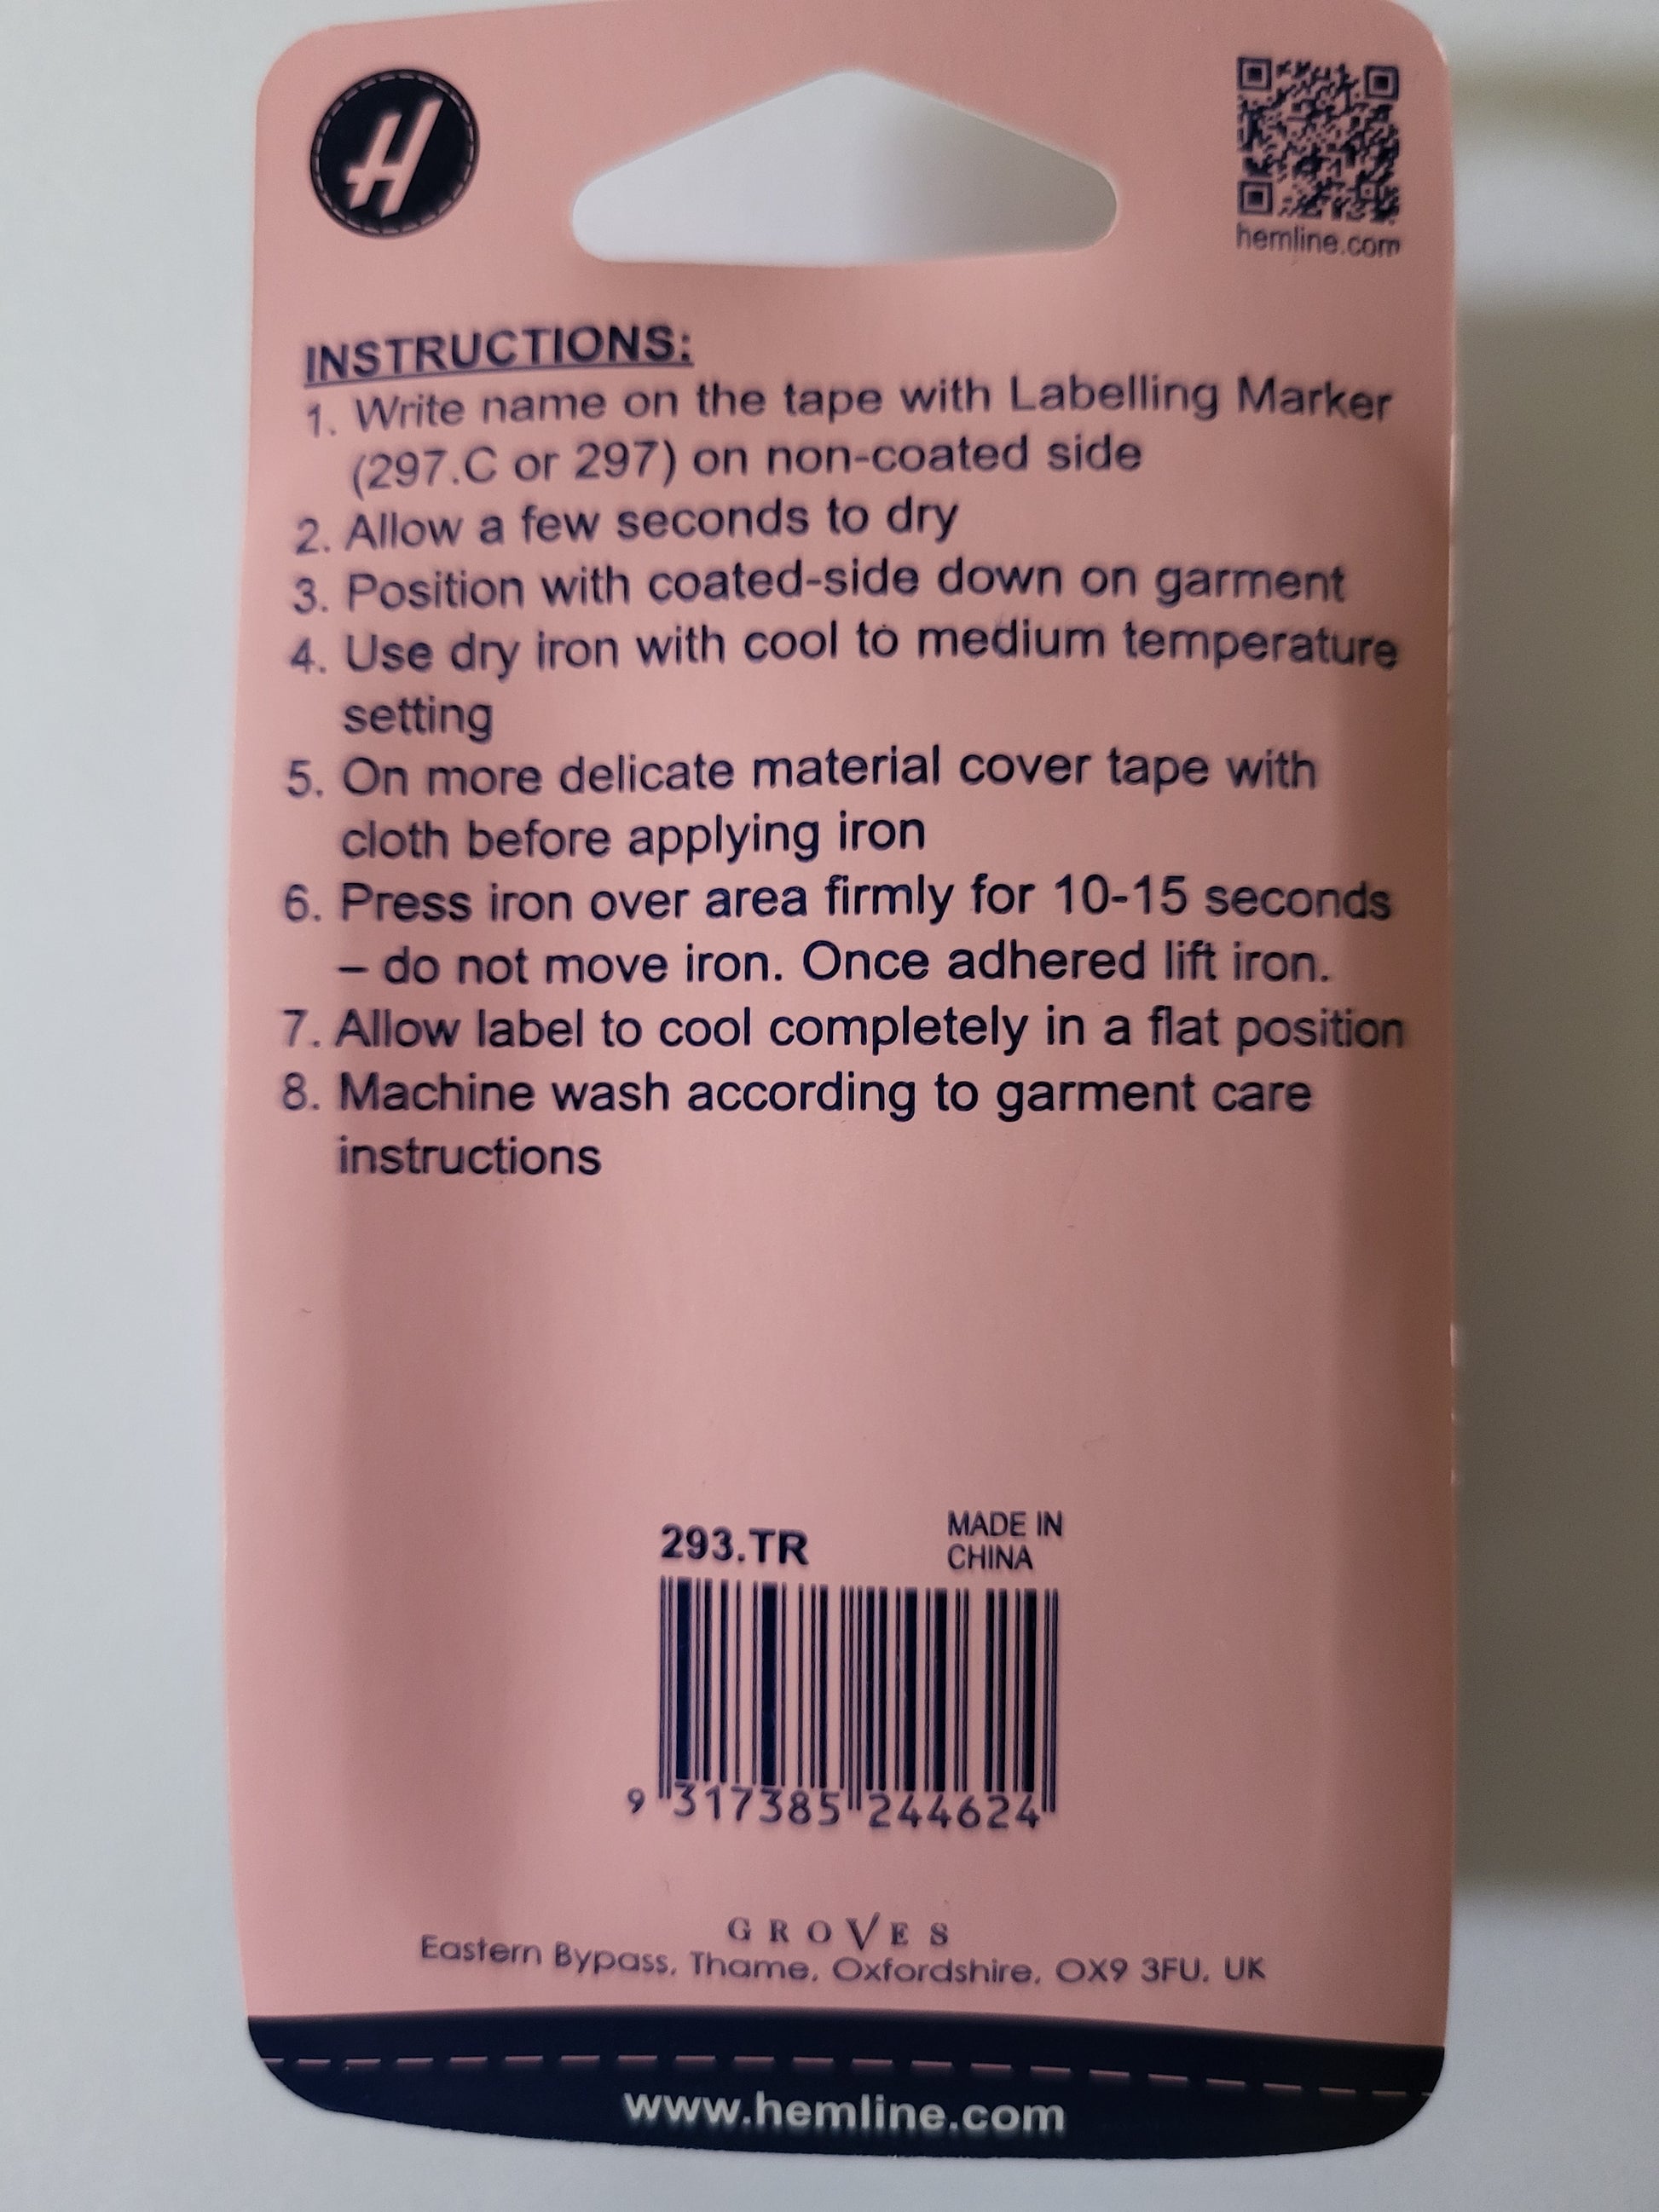 H
hemline.com
INSTRUCTIONS:
1. Write name on the tape with Labelling Marker
(297.C or 297) on non-coated side
2. Allow a few seconds to dry
3. Position with coated-side down on garment
4. Use dry iron with cool to medium temperature
setting
5. On more delicate material cover tape with
cloth before applying iron
6. Press iron over area firmly for 10-15 seconds
– do not move iron. Once adhered lift iron.
7. Allow label to cool completely in a flat position
8. Machine wash according to garment care
instructions
293.TR
MADE IN
CHINA
9 317385 244624
GROVES
Eastern Bypass, Thame, Oxfordshire, OX9 3FU, UK
www.hemline.com